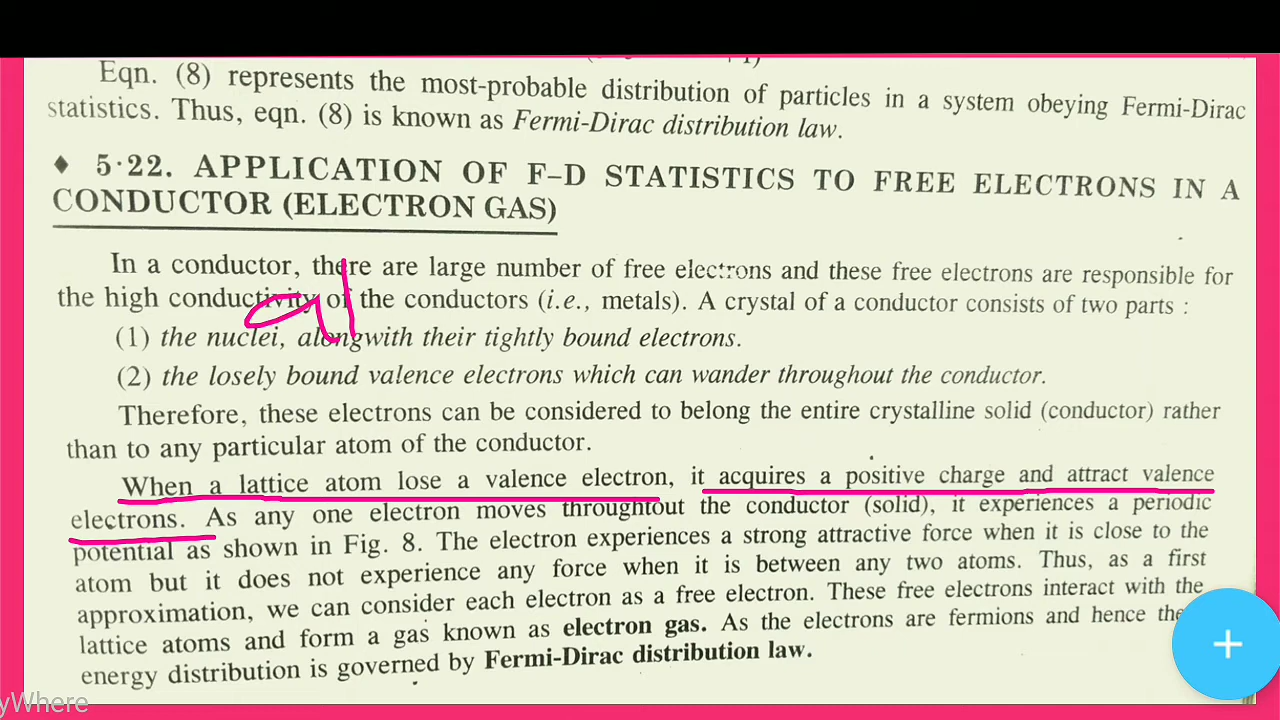 Eqn. (8) represents the most-probable distribution of particles in a system obeying Fermi-Dirac
statistics. Thus, eqn. (8) is known as Fermi-Dirac distribution law.
♦ 5·22. APPLICATION OF F–D STATISTICS TO FREE ELECTRONS IN A
CONDUCTOR (ELECTRON GAS)
In a conductor, there are large number of free electrons and these free electrons are responsible for
the high conductivity of the conductors (i.e., metals). A crystal of a conductor consists of two parts :
al
(1) the nuclei, alongwith their tightly bound electrons.
(2) the losely bound valence electrons which can wander throughout the conductor.
Therefore, these electrons can be considered to belong the entire crystalline solid (conductor) rather
than to any particular atom of the conductor.
When a lattice atom lose a valence electron, it acquires a positive charge and attract valence
electrons. As any one electron moves throughtout the conductor (solid), it experiences a periodic
potential as shown in Fig. 8. The electron experiences a strong attractive force when it is close to the
atom but it does not experience any force when it is between any two atoms. Thus, as a first
approximation, we can consider each electron as a free electron. These free electrons interact with the
lattice atoms and form a gas known as electron gas. As the electrons are fermions and hence
energy distribution is governed by Fermi-Dirac distribution law.
yWhere